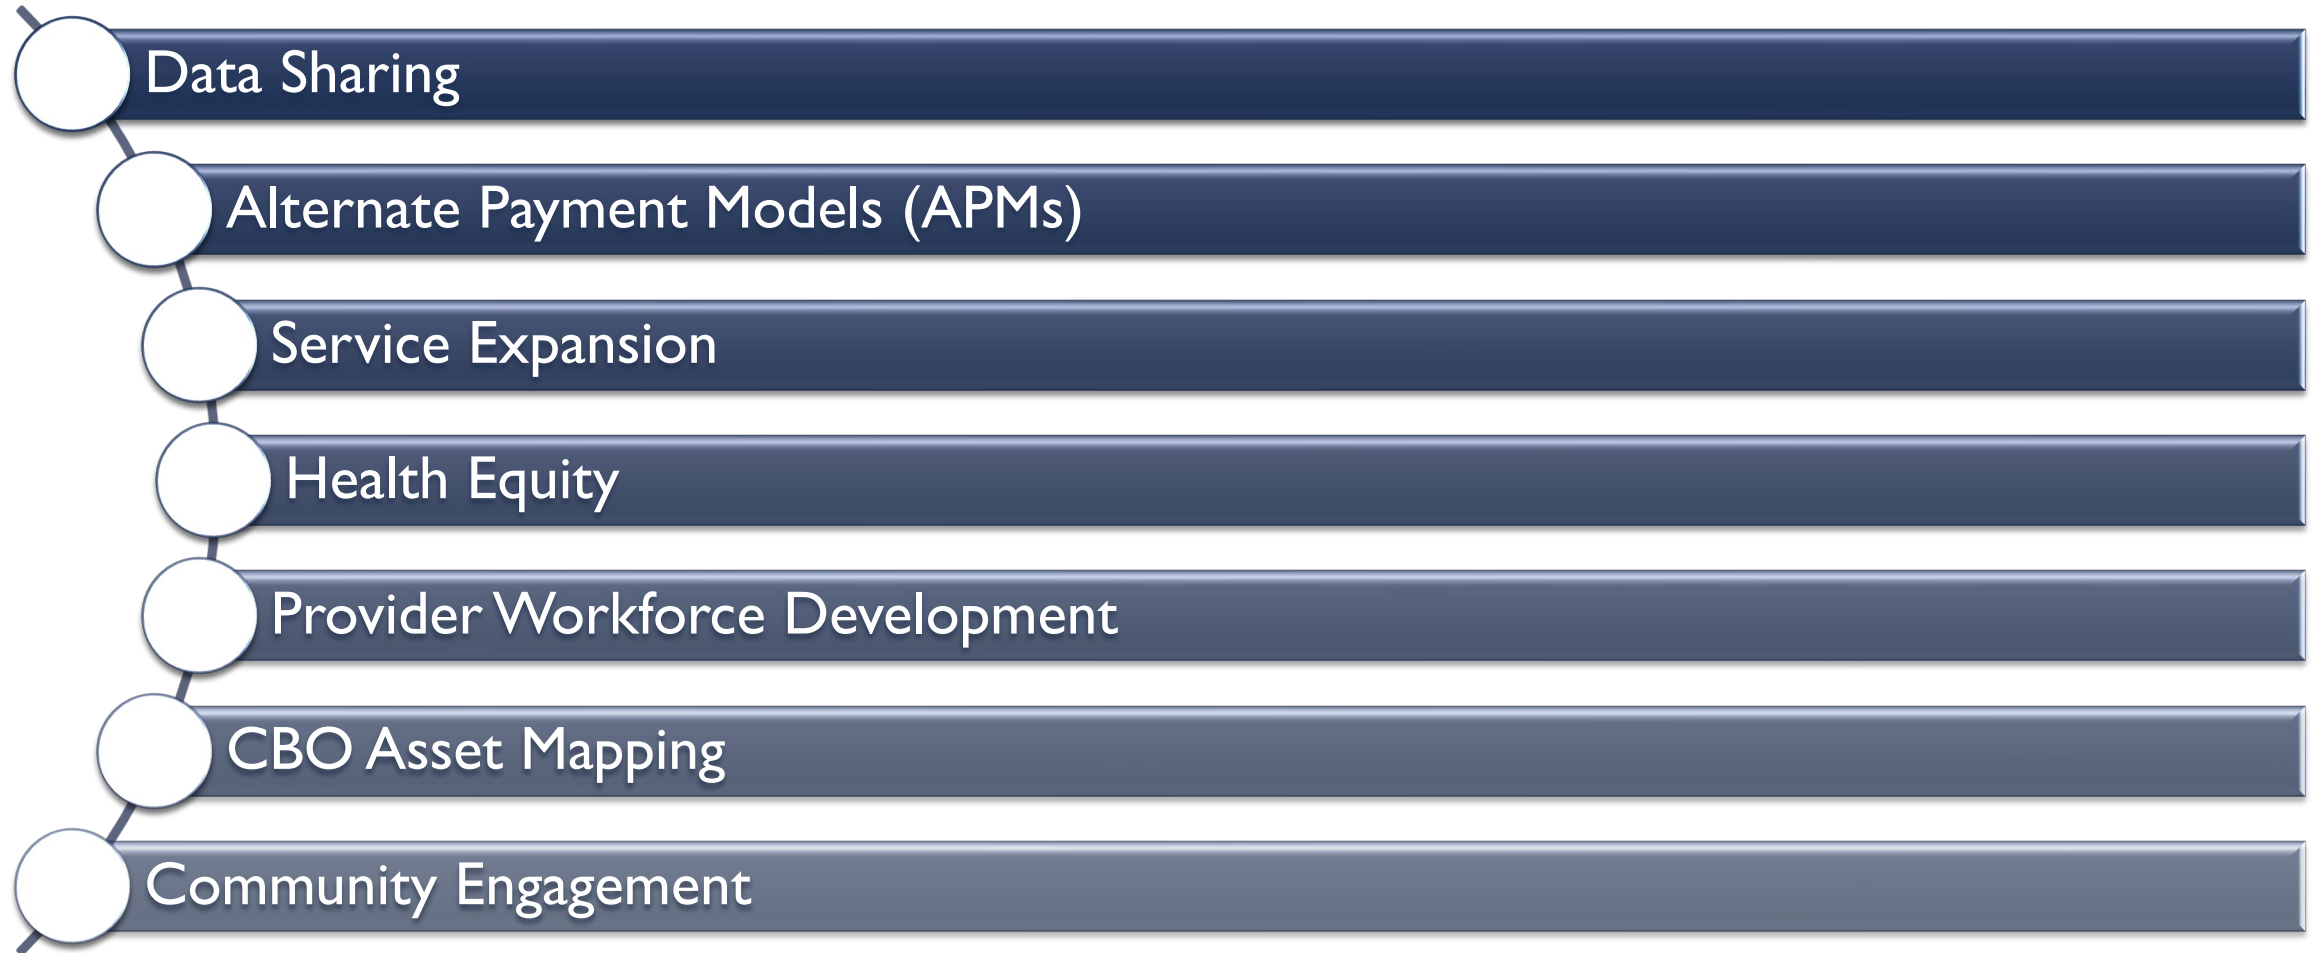 Data Sharing
Alternate Payment Models (APMs)
Service Expansion
Health Equity
Provider Workforce Development
CBO Asset Mapping
Community Engagement